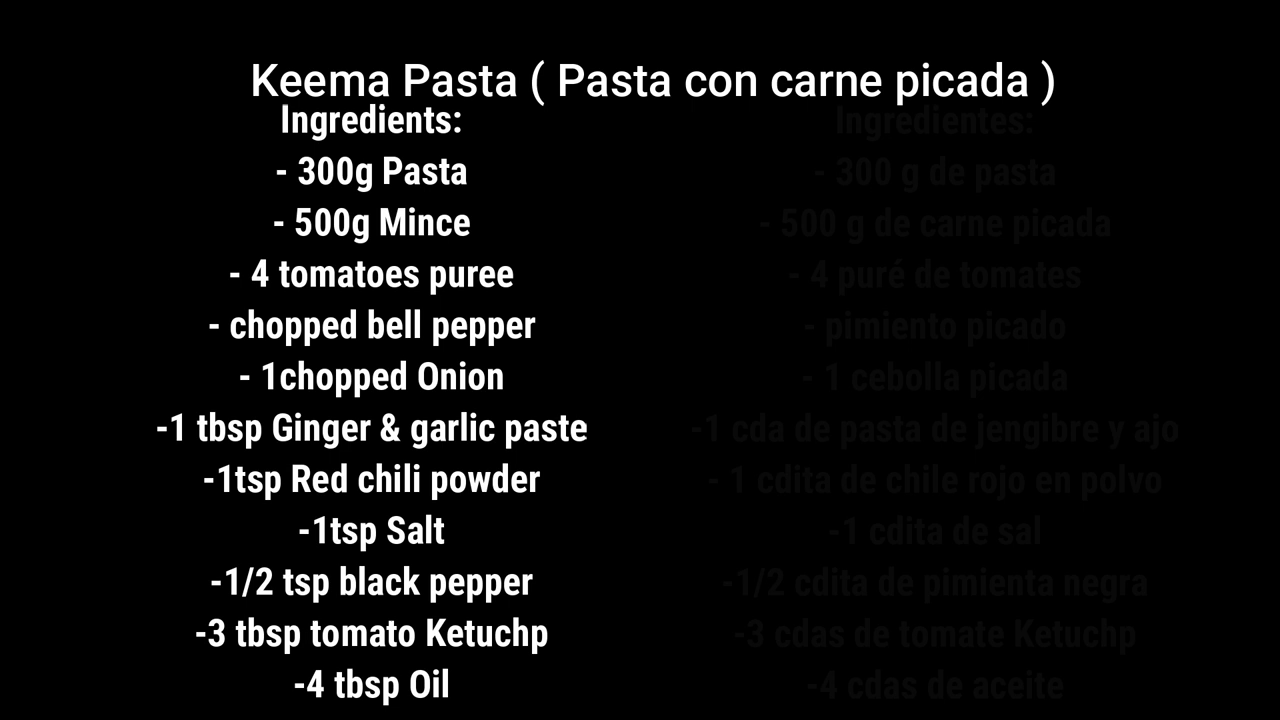 Keema Pasta ( Pasta con carne picada )
Ingredients:
- 300g Pasta
- 500g Mince
- 4 tomatoes puree
- chopped bell pepper
- 1chopped Onion
-1 tbsp Ginger & garlic paste
-1tsp Red chili powder
-1tsp Salt
-1/2 tsp black pepper
-3 tbsp tomato Ketuchp
-4 tbsp Oil
Ingredientes:
- 300 g de pasta
- 500 g de carne picada
- 4 puré de tomates
- pimiento picado
- 1 cebolla picada
-1 cda de pasta de jengibre y ajo
- 1 cdita de chile rojo en polvo
-1 cdita de sal
-1/2 cdita de pimienta negra
-3 cdas de tomate Ketuchp
-4 cdas de aceite